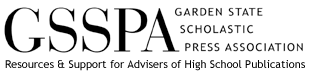 GSSPA
GARDEN STATE
SCHOLASTIC
PRESS ASSOCIATION
Resources & Support for Advisers of High School Publications